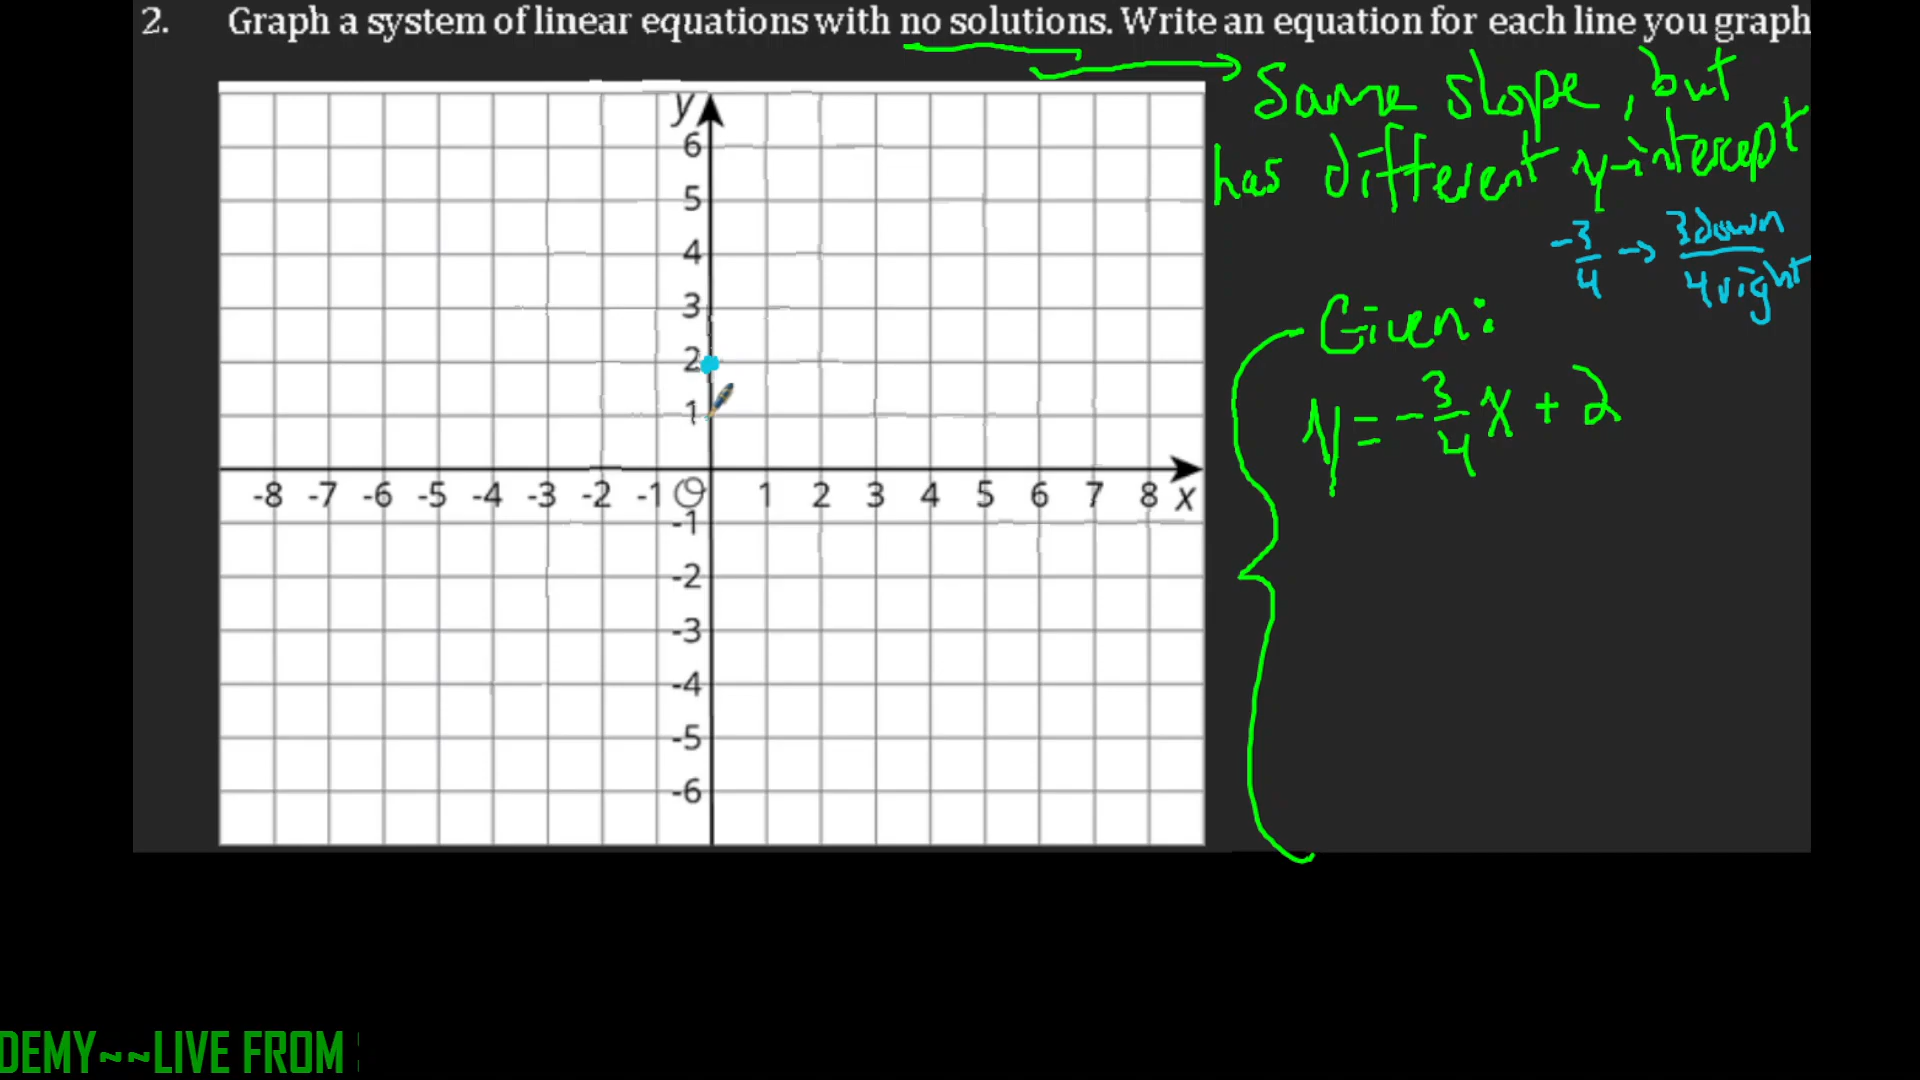 2. Graph a system of linear equations with no solutions. Write an equation for each line you graph
Same slope, but
has different y-intercept
-3/4 → 3 down/4 right
Given:
y = -3/4 x + 2
y
6
5
4
3
2
1
-8 -7 -6 -5 -4 -3 -2 -1 O 1 2 3 4 5 6 7 8 x
-1
-2
-3
-4
-5
-6
DEMY~~LIVE FROM